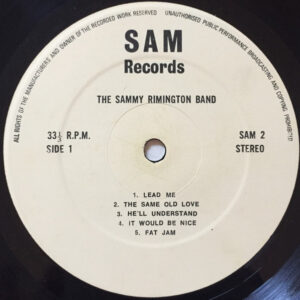 ALL RIGHTS OF THE MANUFACTURERS AND OWNER OF THE RECORDED WORK RESERVED
UNAUTHORISED PUBLIC PERFORMANCE BROADCASTING AND COPYING PROHIBITED
SAM
Records
THE SAMMY RIMINGTON BAND
33⅓ R.P.M.
SAM 2
SIDE 1
STEREO
1. LEAD ME
2. THE SAME OLD LOVE
3. HE'LL UNDERSTAND
4. IT WOULD BE NICE
5. FAT JAM